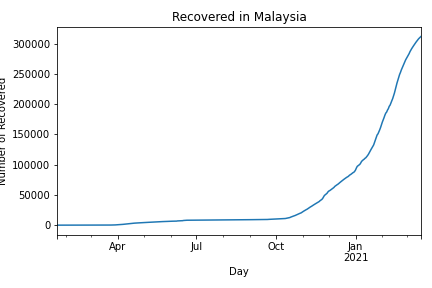 Recovered in Malaysia
Number of Recovered
300000
250000
200000
150000
100000
50000
0
Apr
Jul
Oct
Jan
2021
Day